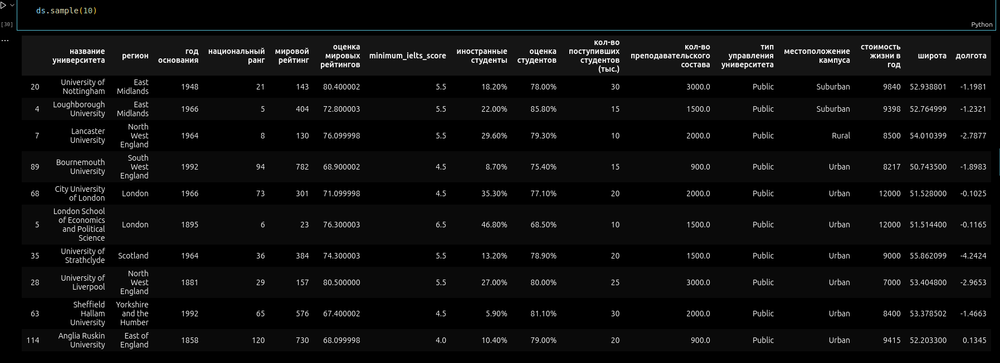 ds.sample(10)
[30]
Python
...
название университета регион год основания национальный ранг мировой рейтинг оценка мировых рейтингов minimum_ielts_score иностранные студенты оценка студентов кол-во поступивших студентов (тыс.) кол-во преподавательского состава тип управления университета местоположение кампуса стоимость жизни в год широта долгота
20 University of Nottingham East Midlands 1948 21 143 80.400002 5.5 18.20% 78.00% 30 3000.0 Public Suburban 9840 52.938801 -1.1981
4 Loughborough University East Midlands 1966 5 404 72.800003 5.5 22.00% 85.80% 15 1500.0 Public Suburban 9398 52.764999 -1.2321
7 Lancaster University North West England 1964 8 130 76.099998 5.5 29.60% 79.30% 10 2000.0 Public Rural 8500 54.010399 -2.7877
89 Bournemouth University South West England 1992 94 782 68.900002 4.5 8.70% 75.40% 15 900.0 Public Urban 8217 50.743500 -1.8983
68 City University of London London 1966 73 301 71.099998 4.5 35.30% 77.10% 20 2000.0 Public Urban 12000 51.528000 -0.1025
5 London School of Economics and Political Science London 1895 6 23 76.300003 6.5 46.80% 68.50% 10 1500.0 Public Urban 12000 51.514400 -0.1165
35 University of Strathclyde Scotland 1964 36 384 74.300003 5.5 13.20% 78.90% 20 1500.0 Public Urban 9000 55.862099 -4.2424
28 University of Liverpool North West England 1881 29 157 80.500000 5.5 27.00% 80.00% 25 3000.0 Public Urban 7000 53.404800 -2.9653
63 Sheffield Hallam University Yorkshire and the Humber 1992 65 576 67.400002 4.5 5.90% 81.10% 30 2000.0 Public Urban 8400 53.378502 -1.4663
114 Anglia Ruskin University East of England 1858 120 730 68.099998 4.0 10.40% 79.00% 20 900.0 Public Urban 9415 52.203300 0.1345